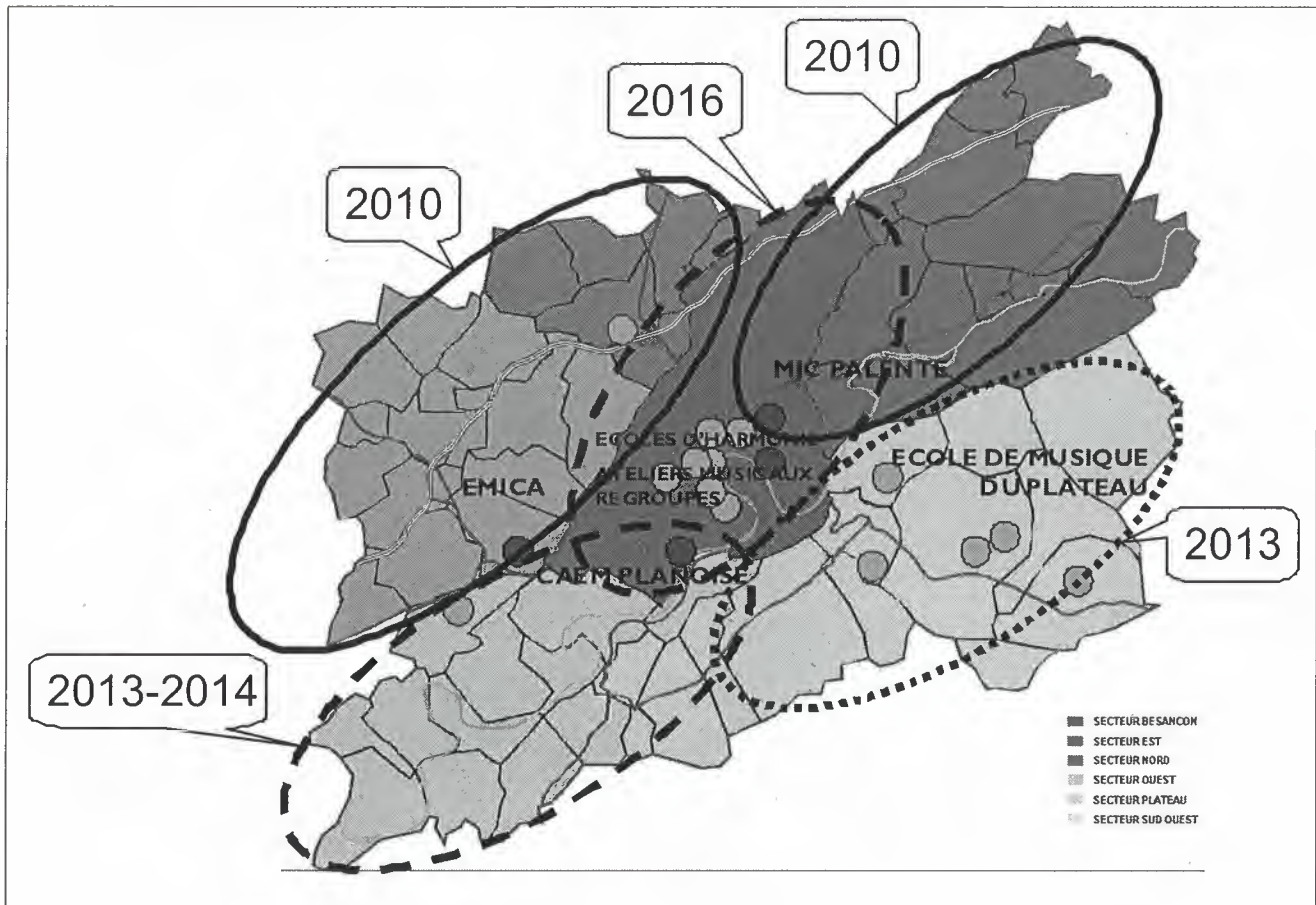 2010
2016
2010
MJC PALENTE
ECOLES D'HARMONIE
ATELIERS MUSICAUX
REGROUPES
EMICA
ECOLE DE MUSIQUE
DU PLATEAU
2013
CAEM PLANOISE
2013-2014
SECTEUR BESANCON
SECTEUR EST
SECTEUR NORD
SECTEUR OUEST
SECTEUR PLATEAU
SECTEUR SUD OUEST